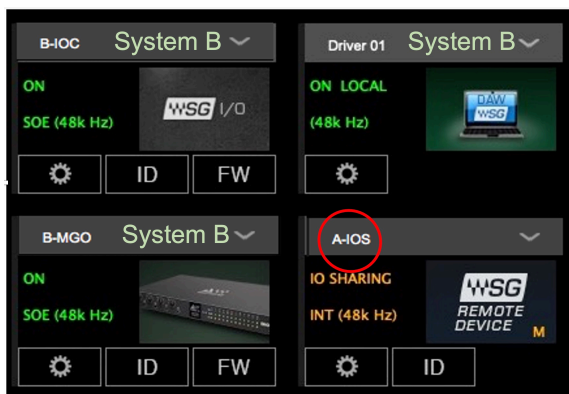 B-IOC System B
ON
SOE (48k Hz)
WSG I/O
ID FW
Driver 01 System B
ON LOCAL
(48k Hz)
DAW
WSG
B-MGO System B
ON
SOE (48k Hz)
ID FW
A-IOS
IO SHARING
INT (48k Hz)
WSG
REMOTE
DEVICE M
ID